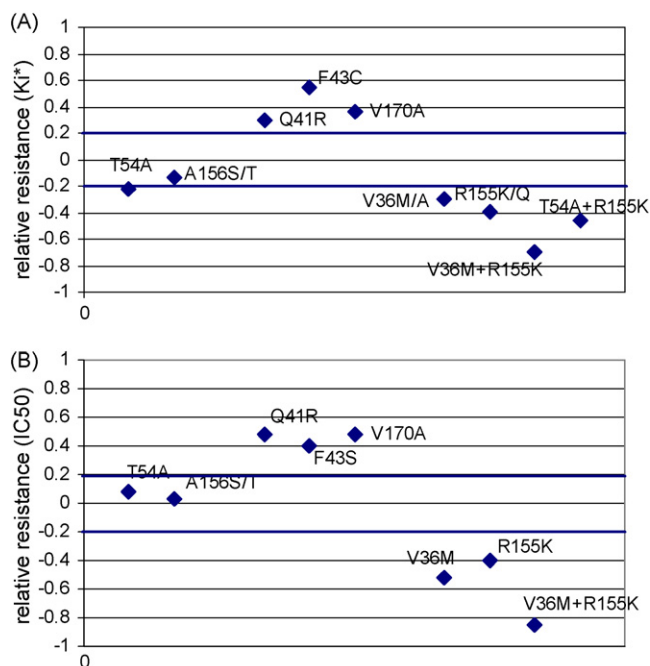 (A)
relative resistance (Ki*)
1
0.8
0.6
0.4
0.2
0
-0.2
-0.4
-0.6
-0.8
-1
0
F43C
Q41R
V170A
T54A
A156S/T
V36M/A
R155K/Q
T54A+R155K
V36M+R155K
(B)
relative resistance (IC50)
1
0.8
0.6
0.4
0.2
0
-0.2
-0.4
-0.6
-0.8
-1
0
Q41R
V170A
F43S
T54A
A156S/T
V36M
R155K
V36M+R155K